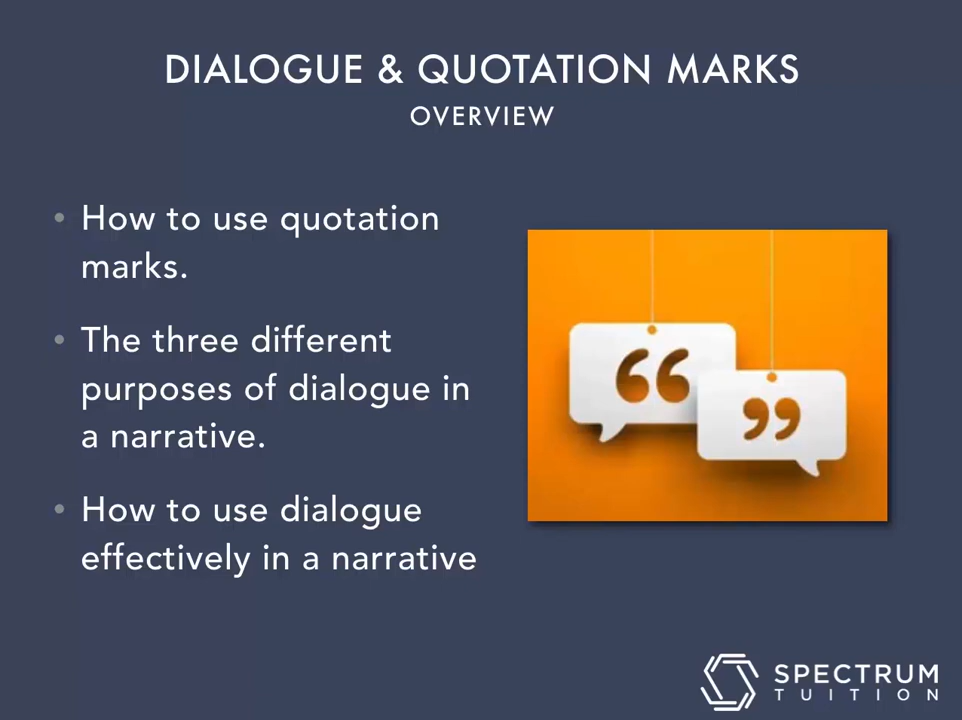 DIALOGUE & QUOTATION MARKS
OVERVIEW
• How to use quotation
marks.
• The three different
purposes of dialogue in
a narrative.
• How to use dialogue
effectively in a narrative
“ ”
SPECTRUM
TUITION